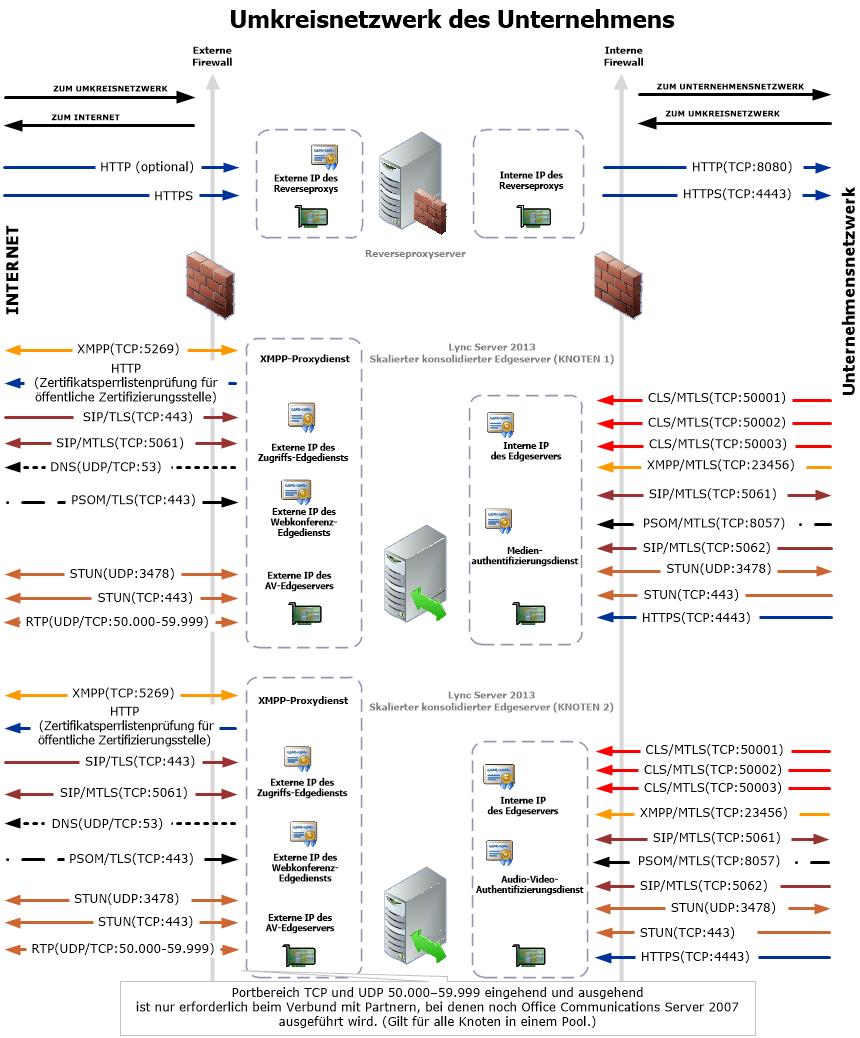 Umkreisnetzwerk des Unternehmens
Externe
Firewall
Interne
Firewall
ZUM UMKREISNETZWERK
ZUM INTERNET
ZUM UNTERNEHMENSNETZWERK
ZUM UMKREISNETZWERK
HTTP (optional)
HTTPS
Externe IP des
Reverseproxys
Interne IP des
Reverseproxys
HTTP(TCP:8080)
HTTPS(TCP:4443)
Reverseproxyserver
INTERNET
Unternehmensnetzwerk
XMPP(TCP:5269)
HTTP
(Zertifikatsperrlistenprüfung für
öffentliche Zertifizierungsstelle)
SIP/TLS(TCP:443)
SIP/MTLS(TCP:5061)
DNS(UDP/TCP:53)
PSOM/TLS(TCP:443)
STUN(UDP:3478)
STUN(TCP:443)
RTP(UDP/TCP:50.000-59.999)
XMPP-Proxydienst
Externe IP des
Zugriffs-Edgediensts
Externe IP des
Webkonferenz-
Edgediensts
Externe IP des
AV-Edgeservers
Lync Server 2013
Skalierter konsolidierter Edgeserver (KNOTEN 1)
Interne IP
des Edgeservers
Medien-
authentifizierungsdienst
CLS/MTLS(TCP:50001)
CLS/MTLS(TCP:50002)
CLS/MTLS(TCP:50003)
XMPP/MTLS(TCP:23456)
SIP/MTLS(TCP:5061)
PSOM/MTLS(TCP:8057)
SIP/MTLS(TCP:5062)
STUN(UDP:3478)
STUN(TCP:443)
HTTPS(TCP:4443)
XMPP(TCP:5269)
HTTP
(Zertifikatsperrlistenprüfung für
öffentliche Zertifizierungsstelle)
SIP/TLS(TCP:443)
SIP/MTLS(TCP:5061)
DNS(UDP/TCP:53)
PSOM/TLS(TCP:443)
STUN(UDP:3478)
STUN(TCP:443)
RTP(UDP/TCP:50.000-59.999)
XMPP-Proxydienst
Externe IP des
Zugriffs-Edgediensts
Externe IP des
Webkonferenz-
Edgediensts
Externe IP des
AV-Edgeservers
Lync Server 2013
Skalierter konsolidierter Edgeserver (KNOTEN 2)
Interne IP
des Edgeservers
Audio-Video-
Authentifizierungsdienst
CLS/MTLS(TCP:50001)
CLS/MTLS(TCP:50002)
CLS/MTLS(TCP:50003)
XMPP/MTLS(TCP:23456)
SIP/MTLS(TCP:5061)
PSOM/MTLS(TCP:8057)
SIP/MTLS(TCP:5062)
STUN(UDP:3478)
STUN(TCP:443)
HTTPS(TCP:4443)
Portbereich TCP und UDP 50.000–59.999 eingehend und ausgehend
ist nur erforderlich beim Verbund mit Partnern, bei denen noch Office Communications Server 2007
ausgeführt wird. (Gilt für alle Knoten in einem Pool.)